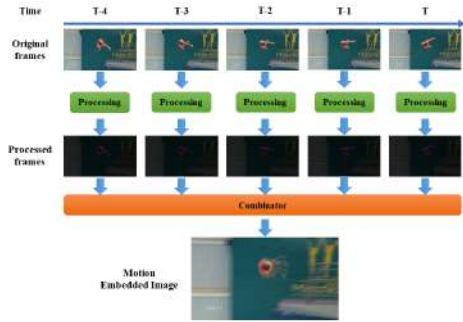 Time T-4 T-3 T-2 T-1 T
Original
frames
Processing Processing Processing Processing Processing
Processed
frames
Combinator
Motion
Embedded Image